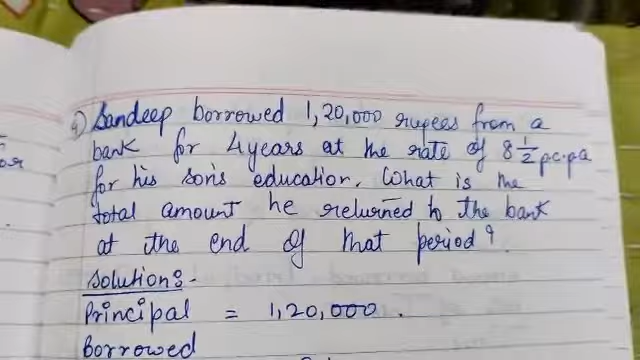 9) Sandeep borrowed 1,20,000 rupees from a
bank for 4 years at the rate of 8 1/2 p.c.p.a
for his son's education. What is the
total amount he returned to the bank
at the end of that period?
Solution:-
Principal = 1,20,000.
Borrowed